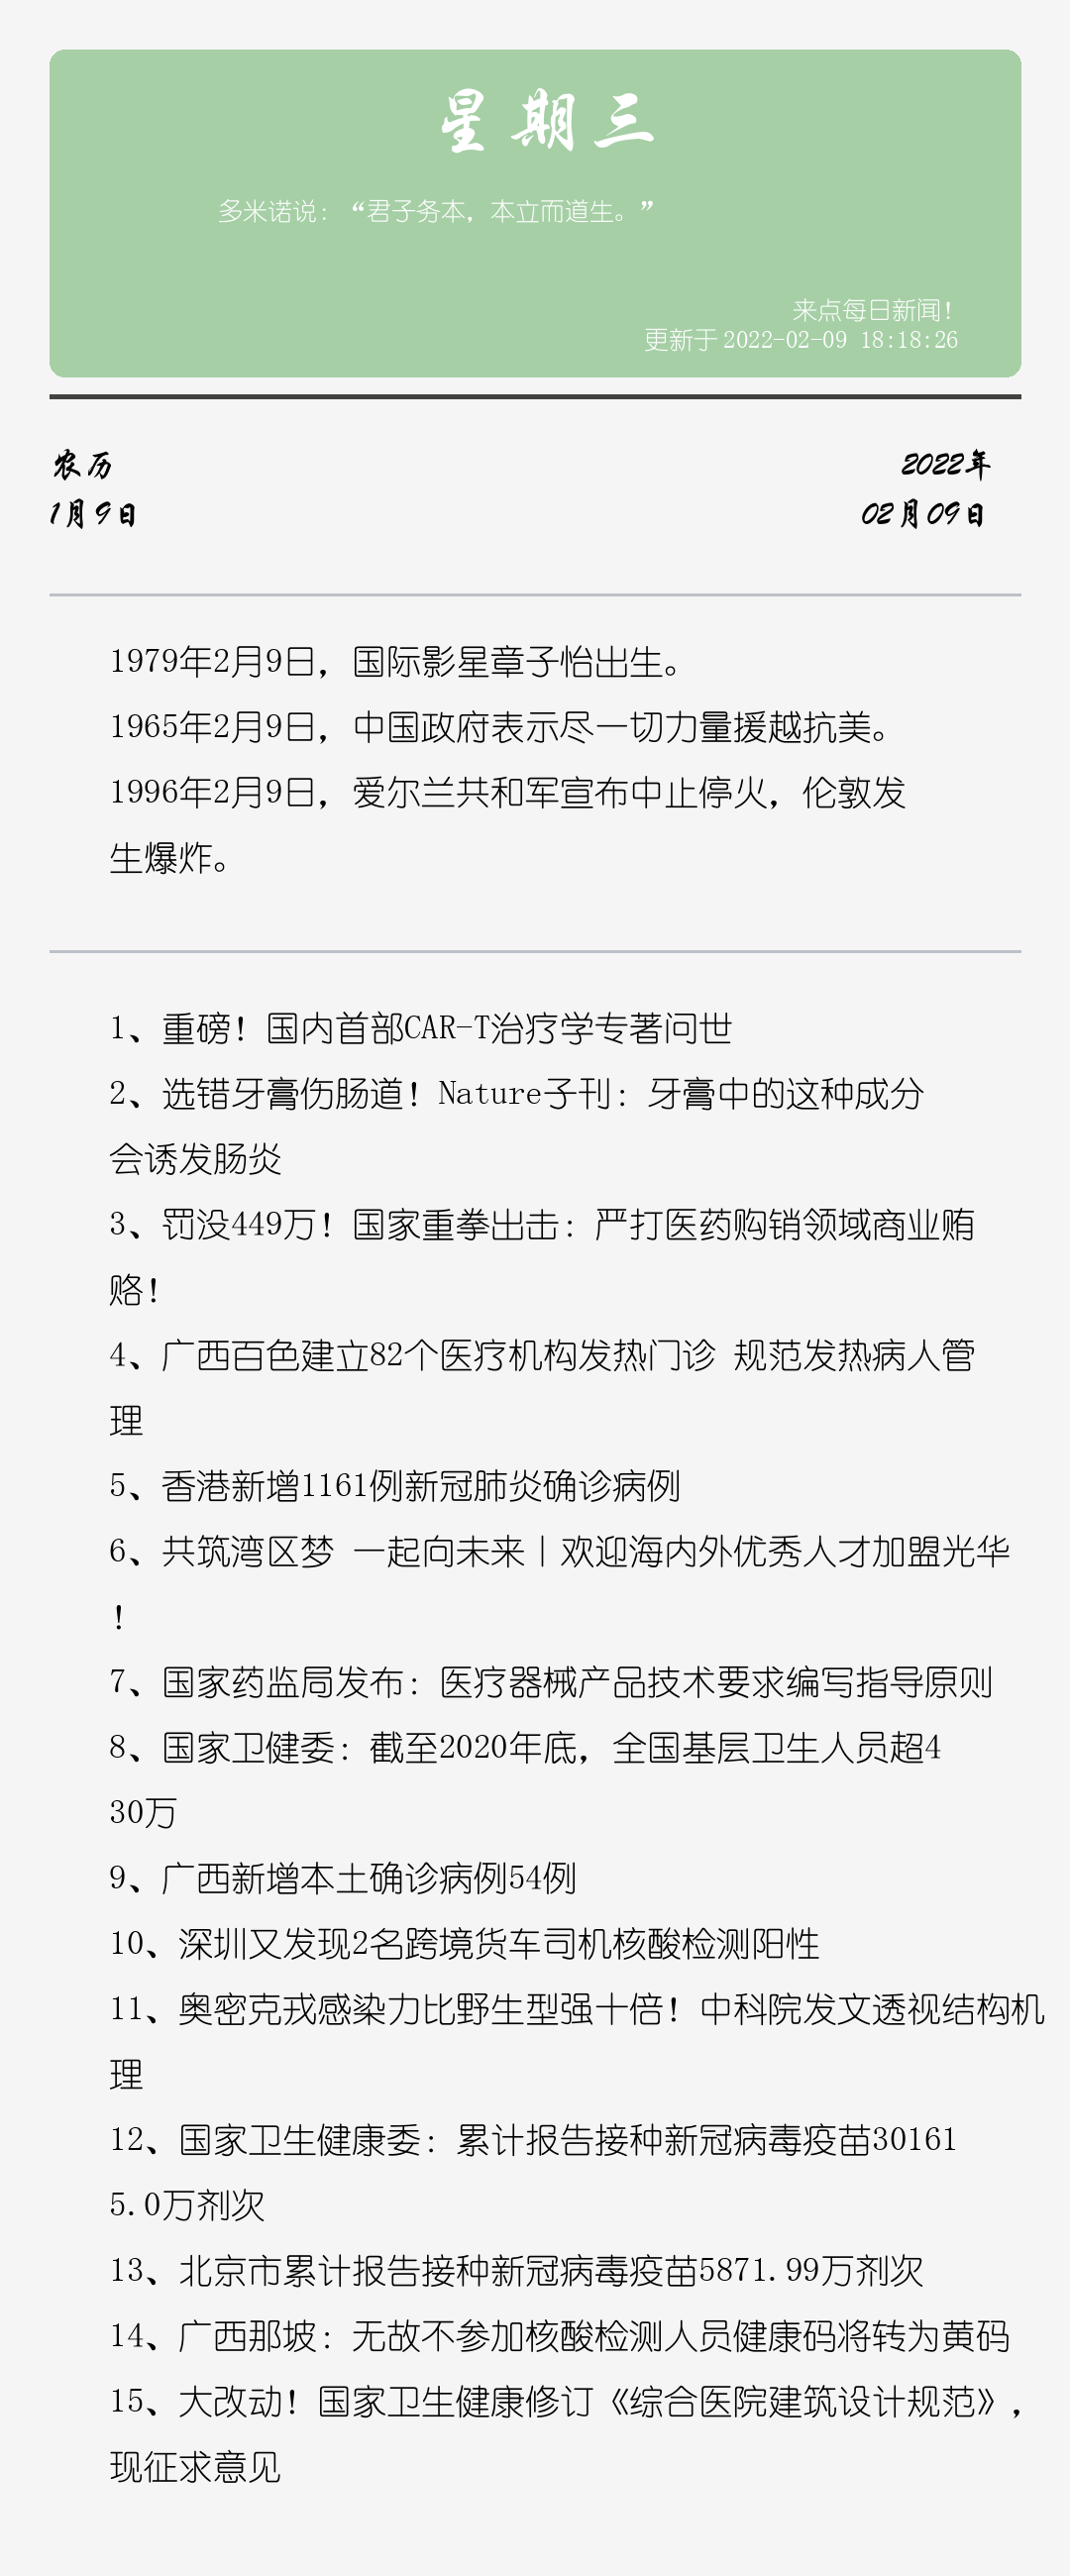 星期三
多米诺说：“君子务本，本立而道生。”
来点每日新闻！
更新于 2022-02-09 18:18:26
农历
2022年
1月9日
02月09日
1979年2月9日，国际影星章子怡出生。
1965年2月9日，中国政府表示尽一切力量援越抗美。
1996年2月9日，爱尔兰共和军宣布中止停火，伦敦发
生爆炸。
1、重磅！国内首部CAR-T治疗学专著问世
2、选错牙膏伤肠道！Nature子刊：牙膏中的这种成分
会诱发肠炎
3、罚没449万！国家重拳出击：严打医药购销领域商业贿
赂！
4、广西百色建立82个医疗机构发热门诊 规范发热病人管
理
5、香港新增1161例新冠肺炎确诊病例
6、共筑湾区梦 一起向未来丨欢迎海内外优秀人才加盟光华
！
7、国家药监局发布：医疗器械产品技术要求编写指导原则
8、国家卫健委：截至2020年底，全国基层卫生人员超4
30万
9、广西新增本土确诊病例54例
10、深圳又发现2名跨境货车司机核酸检测阳性
11、奥密克戎感染力比野生型强十倍！中科院发文透视结构机
理
12、国家卫生健康委：累计报告接种新冠病毒疫苗30161
5.0万剂次
13、北京市累计报告接种新冠病毒疫苗5871.99万剂次
14、广西那坡：无故不参加核酸检测人员健康码将转为黄码
15、大改动！国家卫生健康修订《综合医院建筑设计规范》，
现征求意见